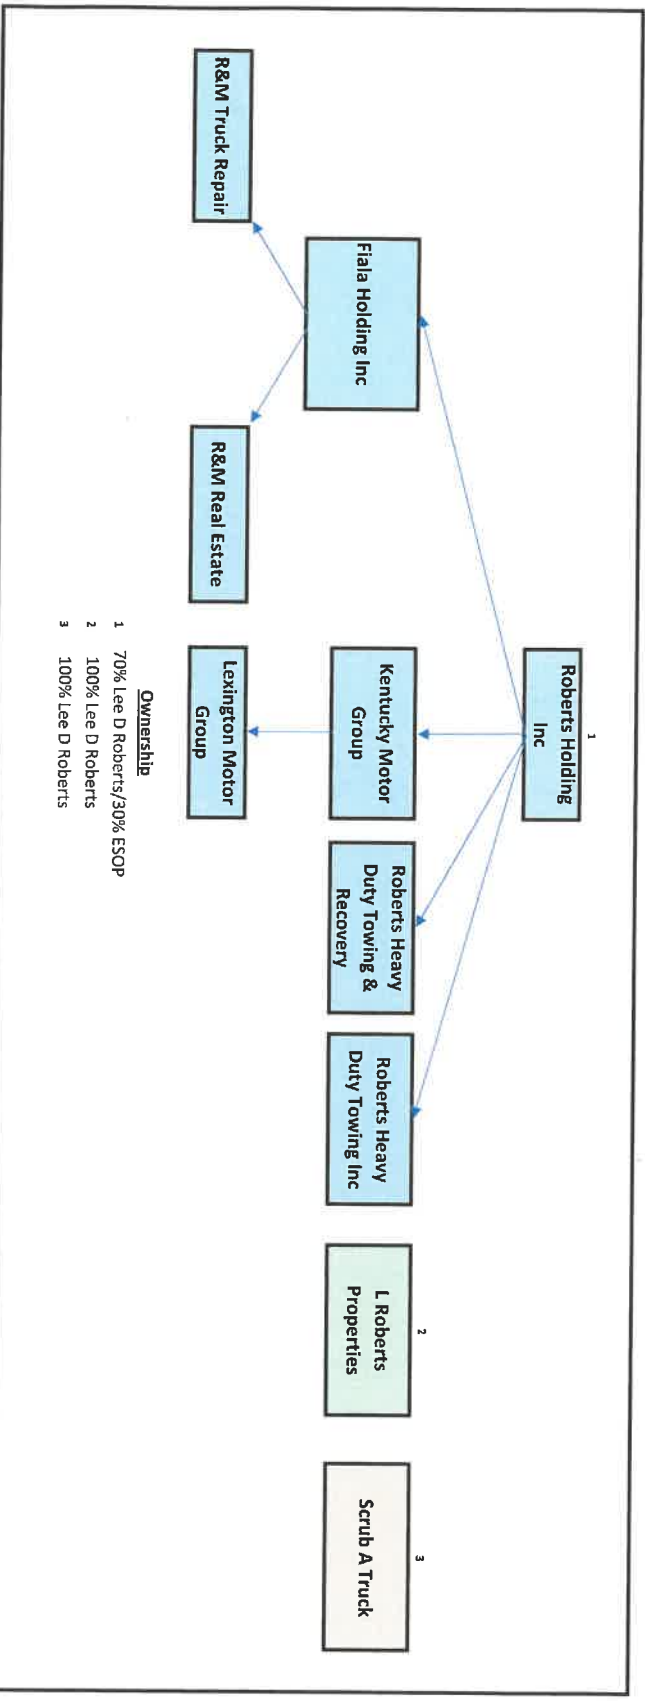 1
Roberts Holding
Inc
Fiala Holding Inc
Kentucky Motor
Group
Roberts Heavy
Duty Towing &
Recovery
Roberts Heavy
Duty Towing Inc
2
L Roberts
Properties
3
Scrub A Truck
R&M Truck Repair
R&M Real Estate
Lexington Motor
Group
Ownership
1 70% Lee D Roberts/30% ESOP
2 100% Lee D Roberts
3 100% Lee D Roberts